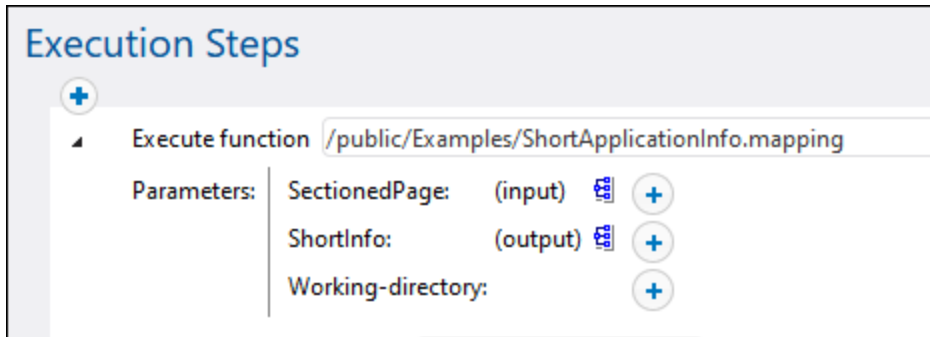 Execution Steps
Execute function /public/Examples/ShortApplicationInfo.mapping
Parameters: SectionedPage: (input)
ShortInfo: (output)
Working-directory: